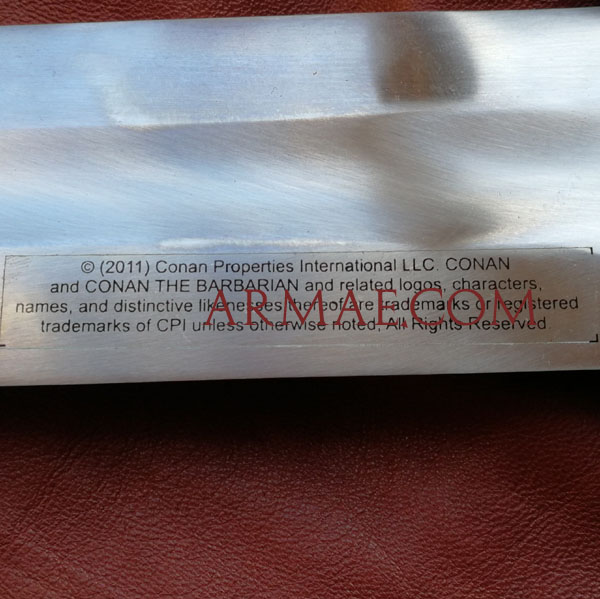 © (2011) Conan Properties International LLC. CONAN
and CONAN THE BARBARIAN and related logos, characters,
names, and distinctive likenesses thereof are trademarks or registered
trademarks of CPI unless otherwise noted, All Rights Reserved
ARMAE.COM